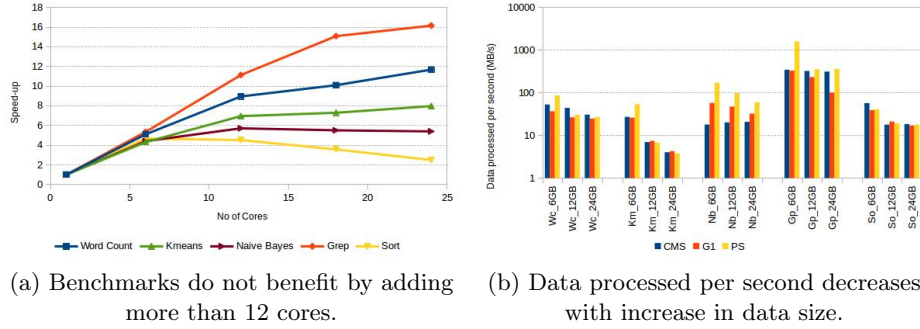 18
16
14
12
10
8
6
4
2
0
Speed-up
0 5 10 15 20 25
No of Cores
Word Count Kmeans Naive Bayes Grep Sort
(a) Benchmarks do not benefit by adding
more than 12 cores.
10000
1000
100
10
1
Data processed per second (MB/s)
Wc_6GB
Wc_12GB
Wc_24GB
Km_6GB
Km_12GB
Km_24GB
Nb_6GB
Nb_12GB
Nb_24GB
Gp_6GB
Gp_12GB
Gp_24GB
So_6GB
So_12GB
So_24GB
CMS G1 PS
(b) Data processed per second decreases
with increase in data size.